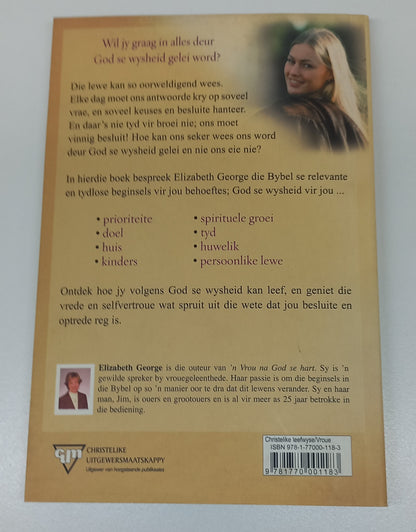 Wil jy graag in alles deur
God se wysheid gelei word?
Die lewe kan so oorweldigend wees.
Elke dag moet ons antwoorde kry op soveel
vrae, en soveel keuses en besluite hanteer.
En daar's nie tyd vir broei nie; ons moet
vinnig besluit! Hoe kan ons seker wees ons word
deur God se wysheid gelei en nie ons eie nie?
In hierdie boek bespreek Elizabeth George die Bybel se relevante
en tydlose beginsels vir jou behoeftes; God se wysheid vir jou ...
• prioriteite
• doel
• huis
• kinders
• spirituele groei
• tyd
• huwelik
• persoonlike lewe
Ontdek hoe jy volgens God se wysheid kan leef, en geniet die
vrede en selfvertroue wat spruit uit die wete dat jou besluite en
optrede reg is.
Elizabeth George is die outeur van 'n Vrou na God se hart. Sy is 'n
gewilde spreker by vrouegeleenthede. Haar passie is om die beginsels in
die Bybel op so 'n manier oor te dra dat dit lewens verander. Sy en haar
man, Jim, is ouers en grootouers en is al vir meer as 25 jaar betrokke in
die bediening.
CUM
CHRISTELIKE
UITGEWERSMAATSKAPPY
Uitgewer van hoogstaande publikasies
Christelike leefwyse/Vroue
ISBN 978-1-77000-118-3
9 781770 001183